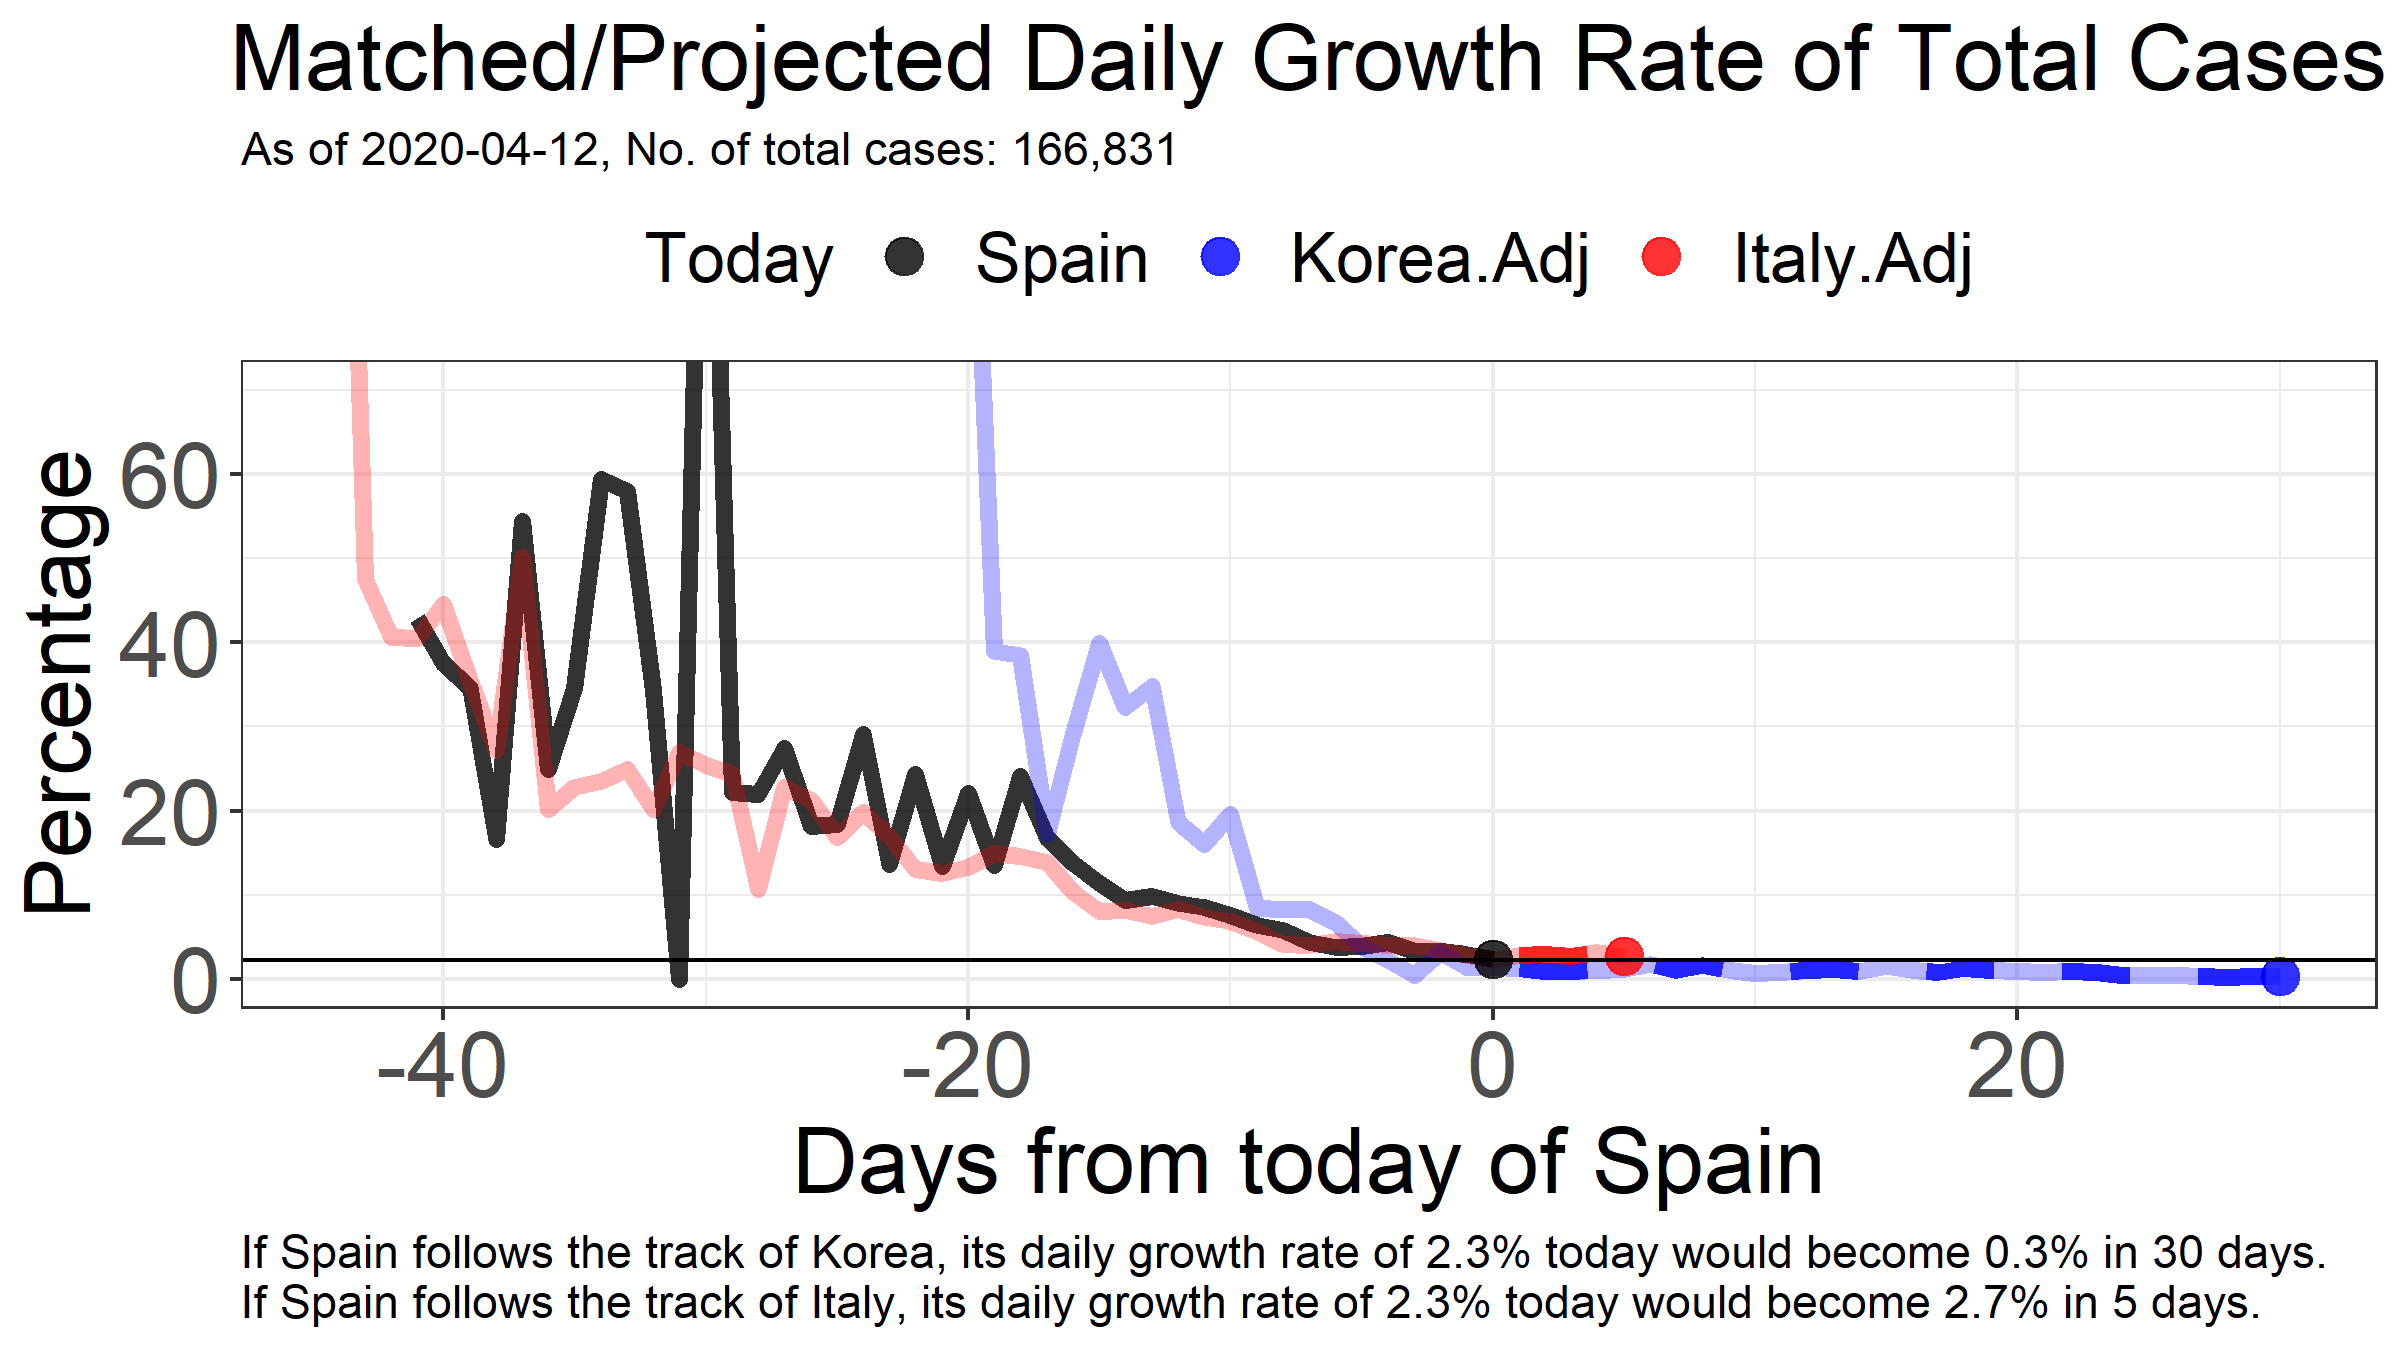 Matched/Projected Daily Growth Rate of Total Cases
As of 2020-04-12, No. of total cases: 166,831
Today Spain Korea.Adj Italy.Adj
Percentage
60
40
20
0
-40 -20 0 20
Days from today of Spain
If Spain follows the track of Korea, its daily growth rate of 2.3% today would become 0.3% in 30 days.
If Spain follows the track of Italy, its daily growth rate of 2.3% today would become 2.7% in 5 days.